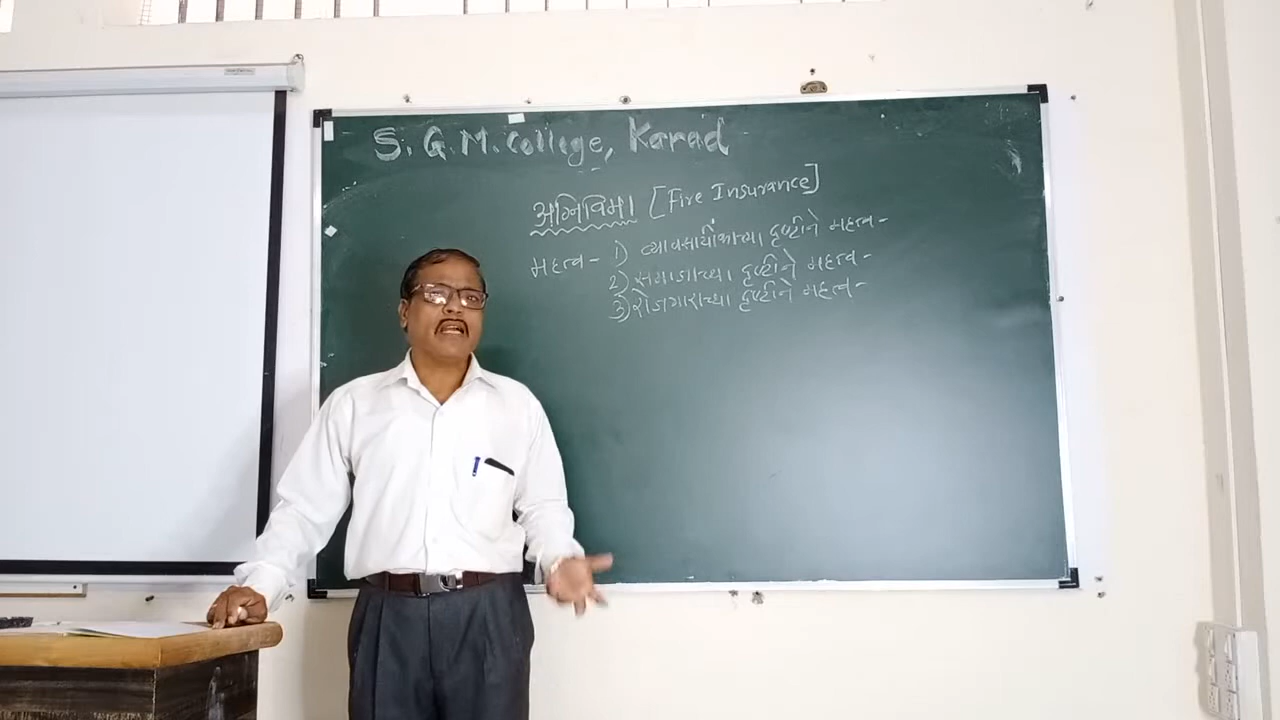 S. G. M. College, Karad
अग्निविमा [Fire Insurance]
महत्व - 1) व्यावसायीकांच्या दृष्टीने महत्व -
2) समाजाच्या दृष्टीने महत्व -
3) रोजगाराच्या दृष्टीने महत्व -